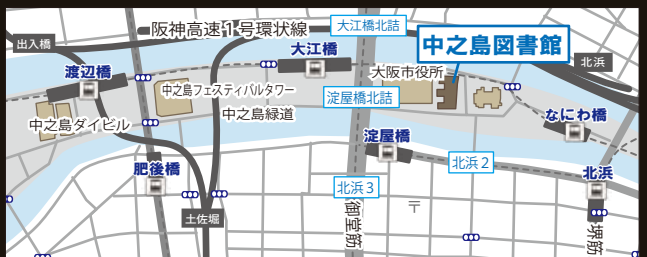 阪神高速1号環状線
大江橋北詰
出入橋
大江橋
中之島図書館
渡辺橋
大阪市役所
北浜
中之島フェスティバルタワー
淀屋橋北詰
中之島緑道
なにわ橋
中之島ダイビル
淀屋橋
肥後橋
北浜2
北浜
北浜3
土佐堀
御堂筋
〒
堺筋